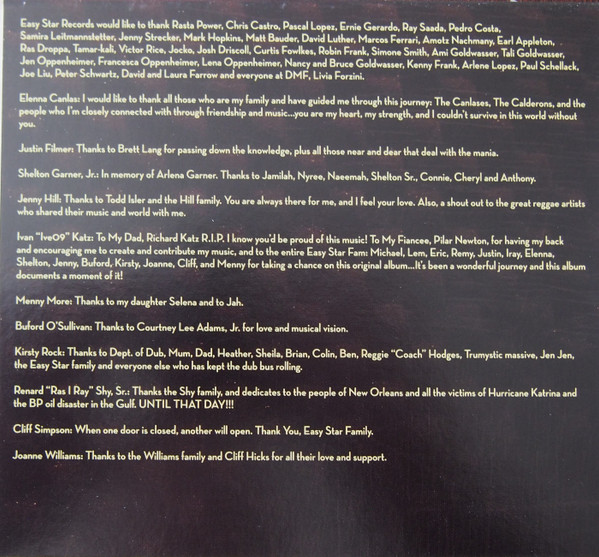 Easy Star Records would like to thank Rasta Power, Chris Castro, Pascal Lopez, Ernie Gerardo, Ray Saada, Pedro Costa,
Samira Leitmannstetter, Jenny Strecker, Mark Hopkins, Matt Bauder, David Luther, Marcos Ferrari, Amotz Nachmany, Earl Appleton,
Ras Droppa, Tamar-kali, Victor Rice, Jocko, Josh Driscoll, Curtis Fowlkes, Robin Frank, Simone Smith, Ami Goldwasser, Tali Goldwasser,
Jen Oppenheimer, Francesca Oppenheimer, Lena Oppenheimer, Nancy and Bruce Goldwasser, Kenny Frank, Arlene Lopez, Paul Schellack,
Joe Liu, Peter Schwartz, David and Laura Farrow and everyone at DMF, Livia Forzini.
Elenna Canlas: I would like to thank all those who are my family and have guided me through this journey: The Canlases, The Calderons, and the
people who I'm closely connected with through friendship and music...you are my heart, my strength, and I couldn't survive in this world without
you.
Justin Filmer: Thanks to Brett Lang for passing down the knowledge, plus all those near and dear that deal with the mania.
Shelton Garner, Jr.: In memory of Arlena Garner. Thanks to Jamilah, Nyree, Naeemah, Shelton Sr., Connie, Cheryl and Anthony.
Jenny Hill: Thanks to Todd Isler and the Hill family. You are always there for me, and I feel your love. Also, a shout out to the great reggae artists
who shared their music and world with me.
Ivan "Ive09" Katz: To My Dad, Richard Katz R.I.P. I know you'd be proud of this music! To My Fiancee, Pilar Newton, for having my back
and encouraging me to create and contribute my music, and to the entire Easy Star Fam: Michael, Lem, Eric, Remy, Justin, Iray, Elenna,
Shelton, Jenny, Buford, Kirsty, Joanne, Cliff, and Menny for taking a chance on this original album...It's been a wonderful journey and this album
documents a moment of it!
Menny More: Thanks to my daughter Selena and to Jah.
Buford O'Sullivan: Thanks to Courtney Lee Adams, Jr. for love and musical vision.
Kirsty Rock: Thanks to Dept. of Dub, Mum, Dad, Heather, Sheila, Brian, Colin, Ben, Reggie "Coach" Hodges, Trumystic massive, Jen Jen,
the Easy Star family and everyone else who has kept the dub bus rolling.
Renard "Ras I Ray" Shy, Sr.: Thanks the Shy family, and dedicates to the people of New Orleans and all the victims of Hurricane Katrina and
the BP oil disaster in the Gulf. UNTIL THAT DAY!!!
Cliff Simpson: When one door is closed, another will open. Thank You, Easy Star Family.
Joanne Williams: Thanks to the Williams family and Cliff Hicks for all their love and support.